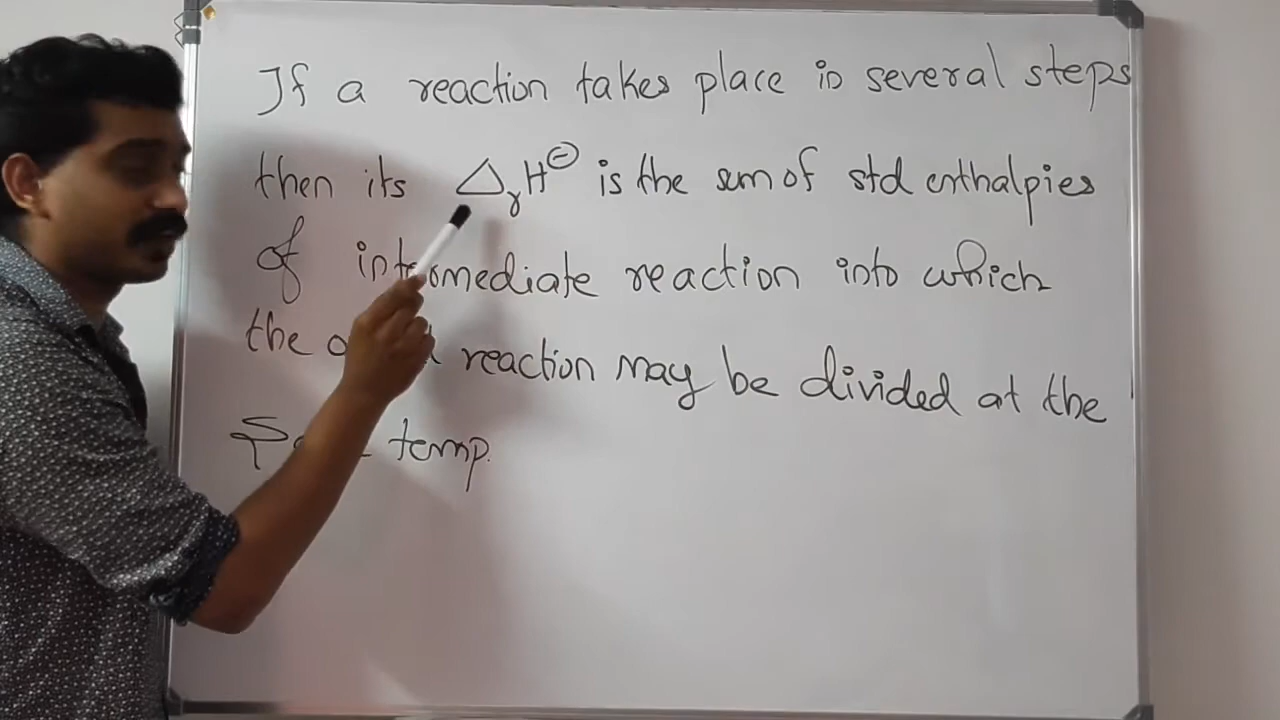 If a reaction takes place in several steps
then its ΔrH⊖ is the sum of std enthalpies
of intermediate reaction into which
the reaction may be divided at the
temp.